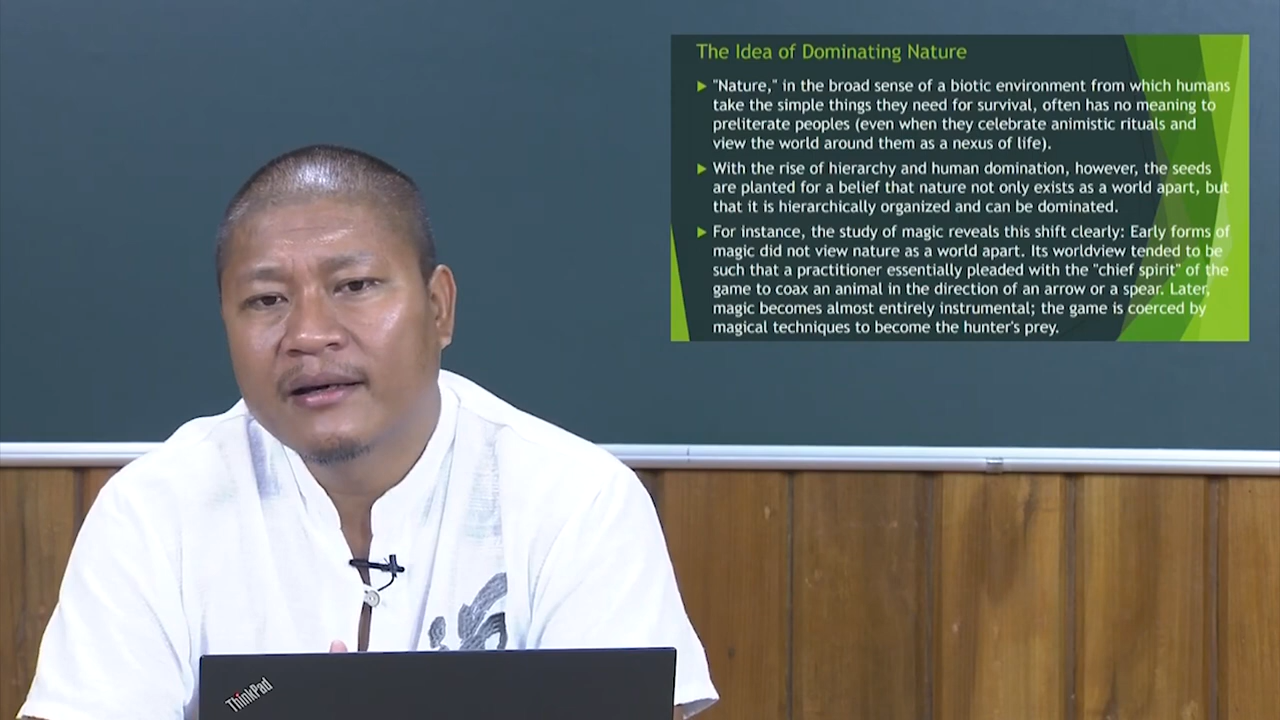 The Idea of Dominating Nature
"Nature," in the broad sense of a biotic environment from which humans
take the simple things they need for survival, often has no meaning to
preliterate peoples (even when they celebrate animistic rituals and
view the world around them as a nexus of life).
With the rise of hierarchy and human domination, however, the seeds
are planted for a belief that nature not only exists as a world apart, but
that it is hierarchically organized and can be dominated.
For instance, the study of magic reveals this shift clearly: Early forms of
magic did not view nature as a world apart. Its worldview tended to be
such that a practitioner essentially pleaded with the "chief spirit" of the
game to coax an animal in the direction of an arrow or a spear. Later,
magic becomes almost entirely instrumental; the game is coerced by
magical techniques to become the hunter's prey.
ThinkPad